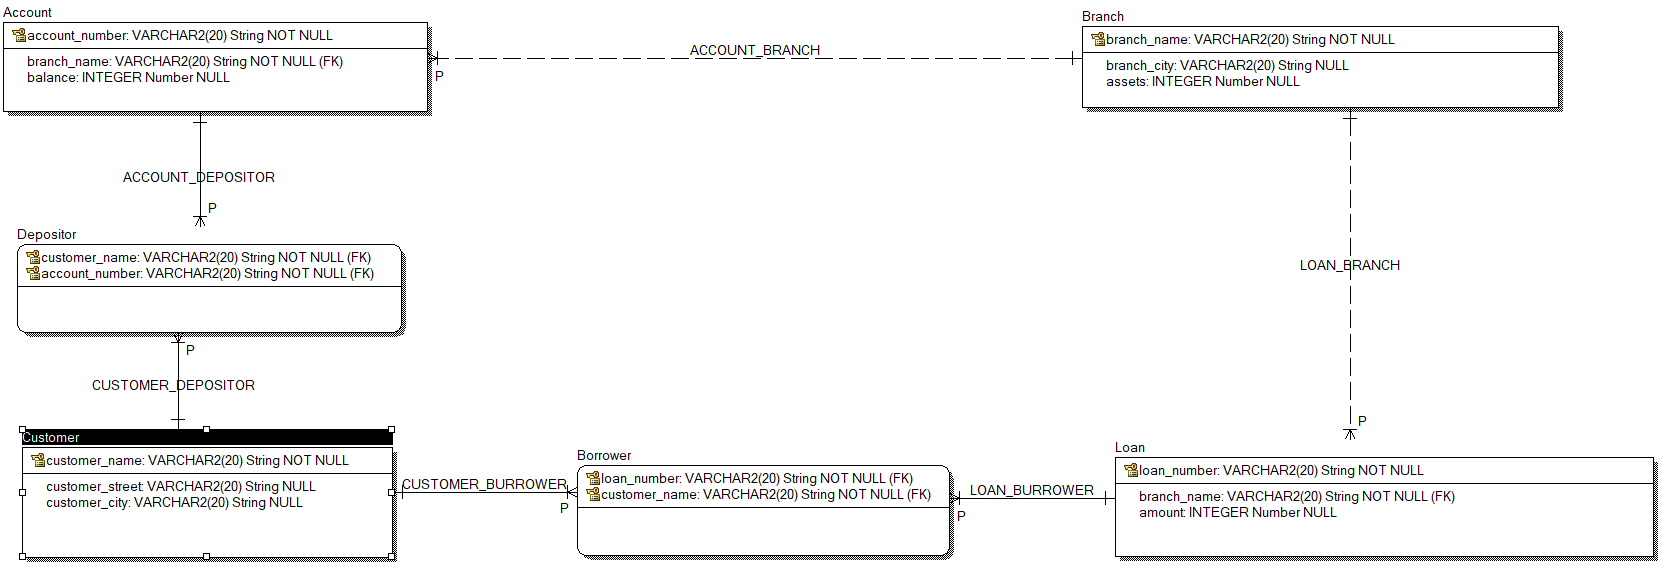 Account
account_number: VARCHAR2(20) String NOT NULL
branch_name: VARCHAR2(20) String NOT NULL (FK)
balance: INTEGER Number NULL
P
ACCOUNT_BRANCH
Branch
branch_name: VARCHAR2(20) String NOT NULL
branch_city: VARCHAR2(20) String NULL
assets: INTEGER Number NULL
ACCOUNT_DEPOSITOR
P
Depositor
customer_name: VARCHAR2(20) String NOT NULL (FK)
account_number: VARCHAR2(20) String NOT NULL (FK)
P
CUSTOMER_DEPOSITOR
LOAN_BRANCH
P
Customer
customer_name: VARCHAR2(20) String NOT NULL
customer_street: VARCHAR2(20) String NULL
customer_city: VARCHAR2(20) String NULL
CUSTOMER_BURROWER
P
Borrower
loan_number: VARCHAR2(20) String NOT NULL (FK)
customer_name: VARCHAR2(20) String NOT NULL (FK)
P
LOAN_BURROWER
Loan
loan_number: VARCHAR2(20) String NOT NULL
branch_name: VARCHAR2(20) String NOT NULL (FK)
amount: INTEGER Number NULL